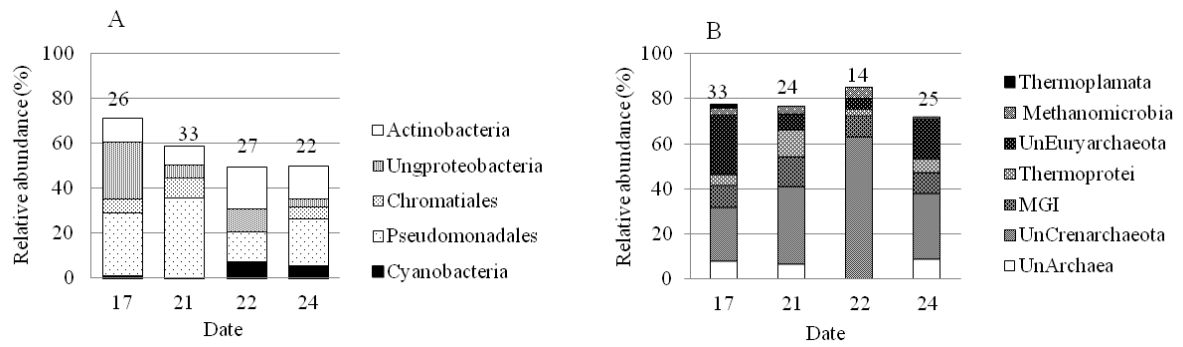 A
Relative abundance (%)
100
80
60
40
20
0
26
33
27
22
17
21
22
24
Date
Actinobacteria
Ungproteobacteria
Chromatiales
Pseudomonadales
Cyanobacteria
B
Relative abundance (%)
100
80
60
40
20
0
33
24
14
25
17
21
22
24
Date
Thermoplamata
Methanomicrobia
UnEuryarchaeota
Thermoprotei
MGI
UnCrenarchaeota
UnArchaea